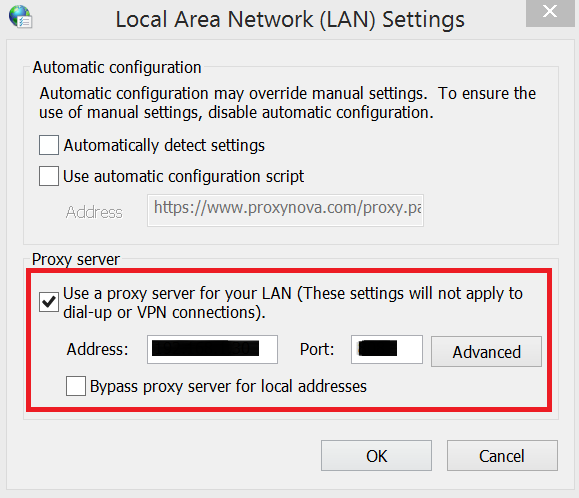 Local Area Network (LAN) Settings
Automatic configuration
Automatic configuration may override manual settings. To ensure the
use of manual settings, disable automatic configuration.
Automatically detect settings
Use automatic configuration script
Address https://www.proxynova.com/proxy.pa
Proxy server
Use a proxy server for your LAN (These settings will not apply to
dial-up or VPN connections).
Address: Port: Advanced
Bypass proxy server for local addresses
OK Cancel